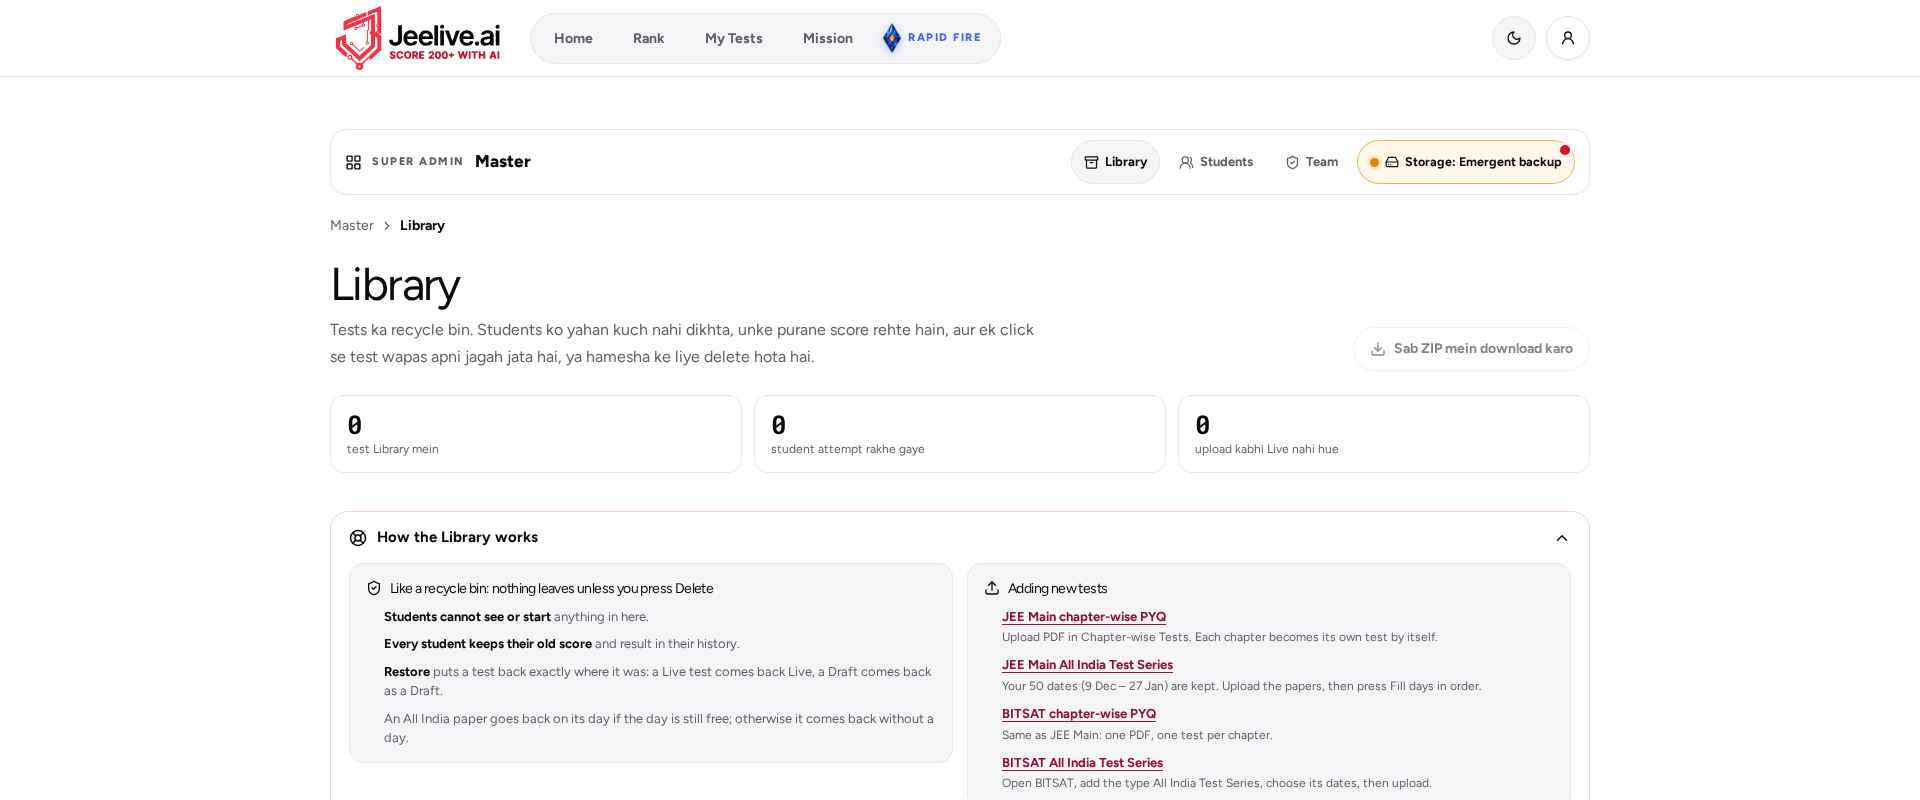 Jeelive.ai
SCORE 200+ WITH AI
Home
Rank
My Tests
Mission
RAPID FIRE
SUPER ADMIN
Master
Library
Students
Team
Storage: Emergent backup
Master
Library
Library
Tests ka recycle bin. Students ko yahan kuch nahi dikhta, unke purane score rehte hain, aur ek click
se test wapas apni jagah jata hai, ya hamesha ke liye delete hota hai.
Sab ZIP mein download karo
0
test Library mein
0
student attempt rakhe gaye
0
upload kabhi Live nahi hue
How the Library works
Like a recycle bin: nothing leaves unless you press Delete
Students cannot see or start anything in here.
Every student keeps their old score and result in their history.
Restore puts a test back exactly where it was: a Live test comes back Live, a Draft comes back
as a Draft.
An All India paper goes back on its day if the day is still free; otherwise it comes back without a
day.
Adding new tests
JEE Main chapter-wise PYQ
Upload PDF in Chapter-wise Tests. Each chapter becomes its own test by itself.
JEE Main All India Test Series
Your 50 dates (9 Dec – 27 Jan) are kept. Upload the papers, then press Fill days in order.
BITSAT chapter-wise PYQ
Same as JEE Main: one PDF, one test per chapter.
BITSAT All India Test Series
Open BITSAT, add the type All India Test Series, choose its dates, then upload.